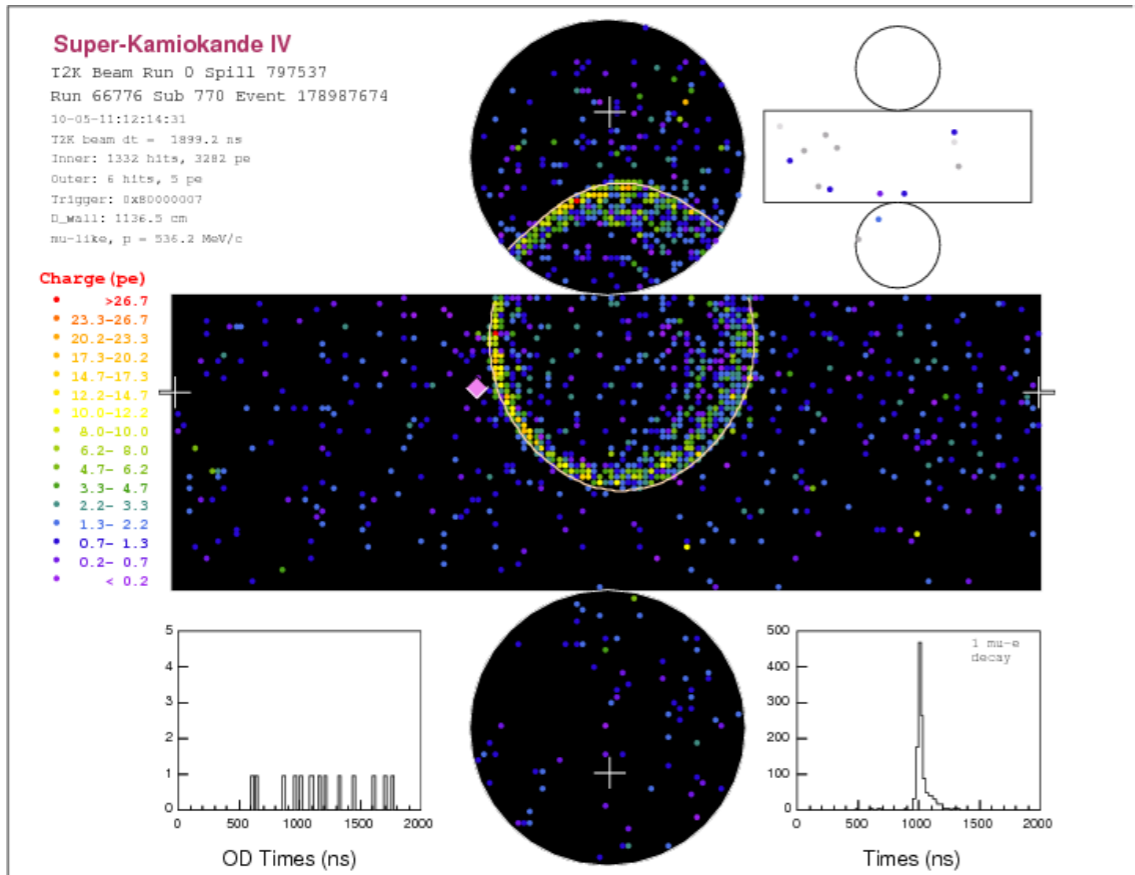 Super-Kamiokande IV
T2K Beam Run 0 Spill 797537
Run 66776 Sub 770 Event 178987674
10-05-11:12:14:31
T2K beam dt = 1899.2 ns
Inner: 1332 hits, 3282 pe
Outer: 6 hits, 5 pe
Trigger: 0x80000007
D_wall: 1136.5 cm
mu-like, p = 536.2 MeV/c
Charge(pe)
>26.7
23.3-26.7
20.2-23.3
17.3-20.2
14.7-17.3
12.2-14.7
10.0-12.2
8.0-10.0
6.2- 8.0
4.7- 6.2
3.3- 4.7
2.2- 3.3
1.3- 2.2
0.7- 1.3
0.2- 0.7
< 0.2
5
4
3
2
1
0
0 500 1000 1500 2000
OD Times (ns)
500
400
300
200
100
0
1 mu-e
decay
0 500 1000 1500 2000
Times (ns)